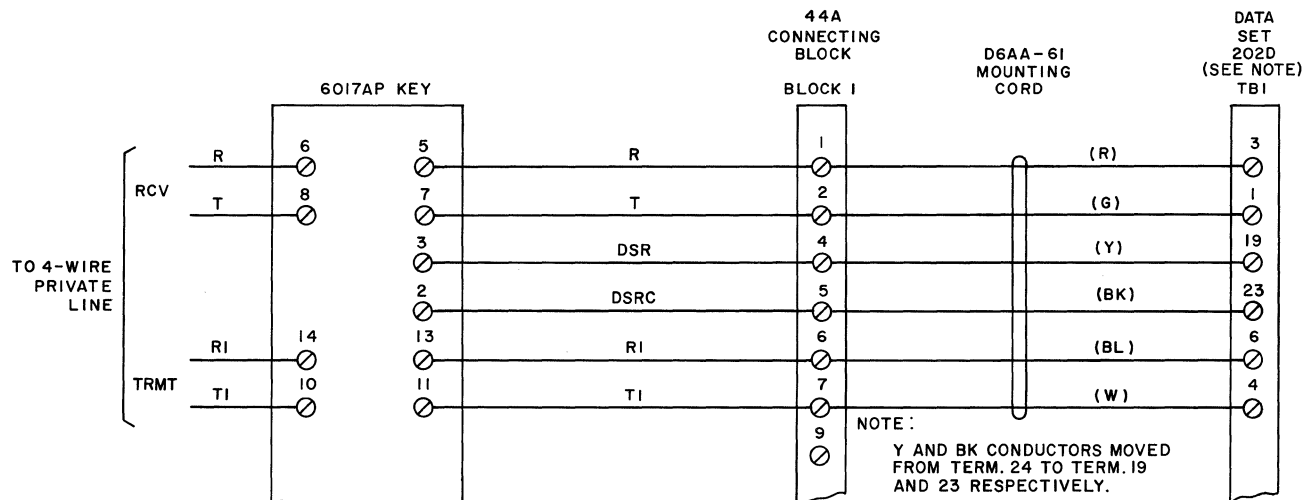 44A
CONNECTING
BLOCK
BLOCK 1
D6AA-61
MOUNTING
CORD
DATA
SET
202D
(SEE NOTE)
TB1
6017AP KEY
TO 4-WIRE
PRIVATE
LINE
RCV
R 6 5 R 1 (R) 3
T 8 7 T 2 (G) 1
3 DSR 4 (Y) 19
2 DSRC 5 (BK) 23
TRMT
R1 14 13 R1 6 (BL) 6
T1 10 11 T1 7 (W) 4
9
NOTE:
Y AND BK CONDUCTORS MOVED
FROM TERM. 24 TO TERM. 19
AND 23 RESPECTIVELY.